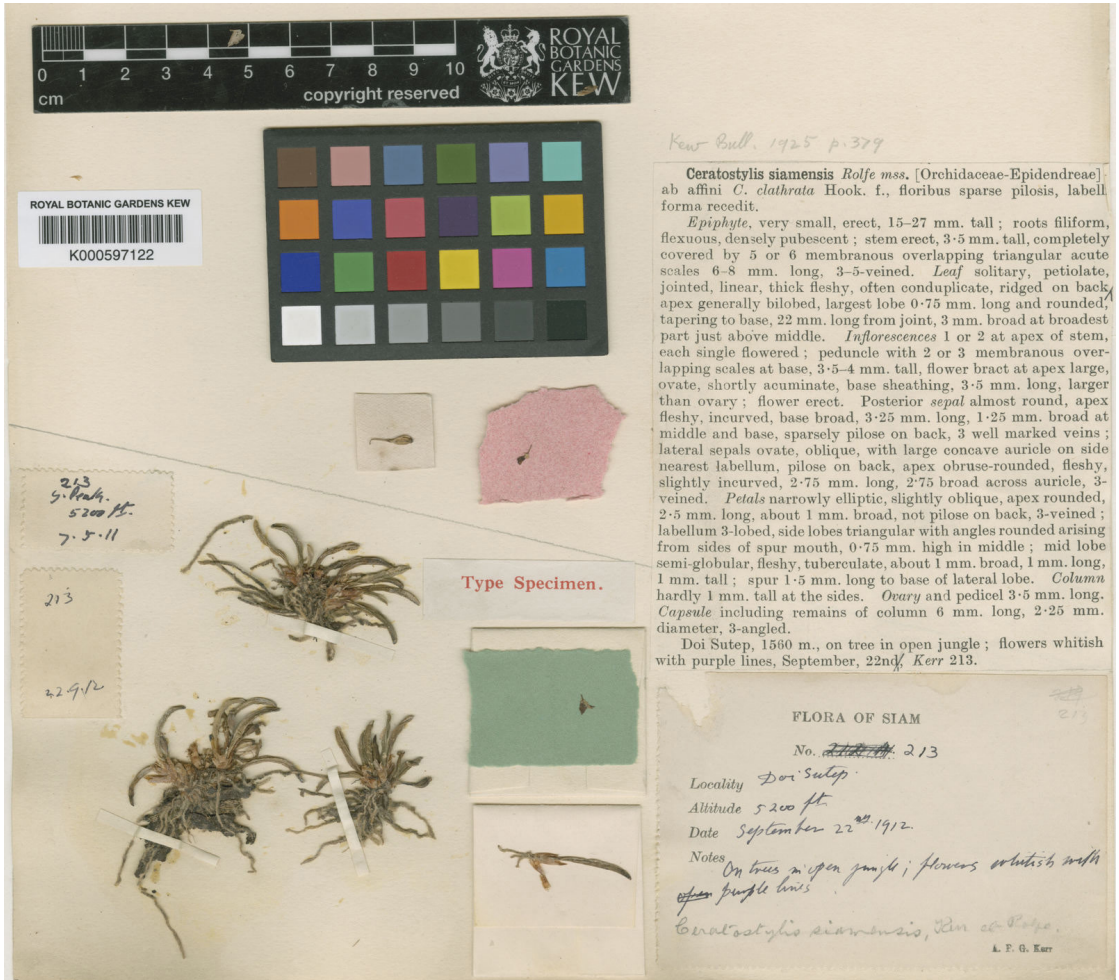 0 1 2 3 4 5 6 7 8 9 10
cm
copyright reserved
ROYAL
BOTANIC
GARDENS
KEW
Kew Bull. 1925 p. 379
ROYAL BOTANIC GARDENS KEW
K000597122
Ceratostylis siamensis Rolfe mss. [Orchidaceae-Epidendreae]
ab affini C. clathrata Hook. f., floribus sparse pilosis, labell
forma recedit.
Epiphyte, very small, erect, 15–27 mm. tall ; roots filiform,
flexuous, densely pubescent ; stem erect, 3·5 mm. tall, completely
covered by 5 or 6 membranous overlapping triangular acute
scales 6–8 mm. long, 3–5-veined. Leaf solitary, petiolate,
jointed, linear, thick fleshy, often conduplicate, ridged on back,
apex generally bilobed, largest lobe 0·75 mm. long and rounded,
tapering to base, 22 mm. long from joint, 3 mm. broad at broadest
part just above middle. Inflorescences 1 or 2 at apex of stem,
each single flowered ; peduncle with 2 or 3 membranous over-
lapping scales at base, 3·5–4 mm. tall, flower bract at apex large,
ovate, shortly acuminate, base sheathing, 3·5 mm. long, larger
than ovary ; flower erect. Posterior sepal almost round, apex
fleshy, incurved, base broad, 3·25 mm. long, 1·25 mm. broad at
middle and base, sparsely pilose on back, 3 well marked veins ;
lateral sepals ovate, oblique, with large concave auricle on side
nearest labellum, pilose on back, apex obruse-rounded, fleshy,
slightly incurved, 2·75 mm. long, 2·75 broad across auricle, 3-
veined. Petals narrowly elliptic, slightly oblique, apex rounded,
2·5 mm. long, about 1 mm. broad, not pilose on back, 3-veined ;
labellum 3-lobed, side lobes triangular with angles rounded arising
from sides of spur mouth, 0·75 mm. high in middle ; mid lobe
semi-globular, fleshy, tuberculate, about 1 mm. broad, 1 mm. long,
1 mm. tall ; spur 1·5 mm. long to base of lateral lobe. Column
hardly 1 mm. tall at the sides. Ovary and pedicel 3·5 mm. long.
Capsule including remains of column 6 mm. long, 2·25 mm.
diameter, 3-angled.
Doi Sutep, 1560 m., on tree in open jungle ; flowers whitish
with purple lines, September, 22nd, Kerr 213.
213
5200 ft.
7.5.11
213
22.9.12
Type Specimen.
213
FLORA OF SIAM
No. 213
Locality Doi Sutep.
Altitude 5200 ft.
Date September 22nd 1912.
Notes On trees in open jungle ; flowers whitish with
open purple lines
Ceratostylis siamensis, Kerr et Rolfe.
A. F. G. Kerr